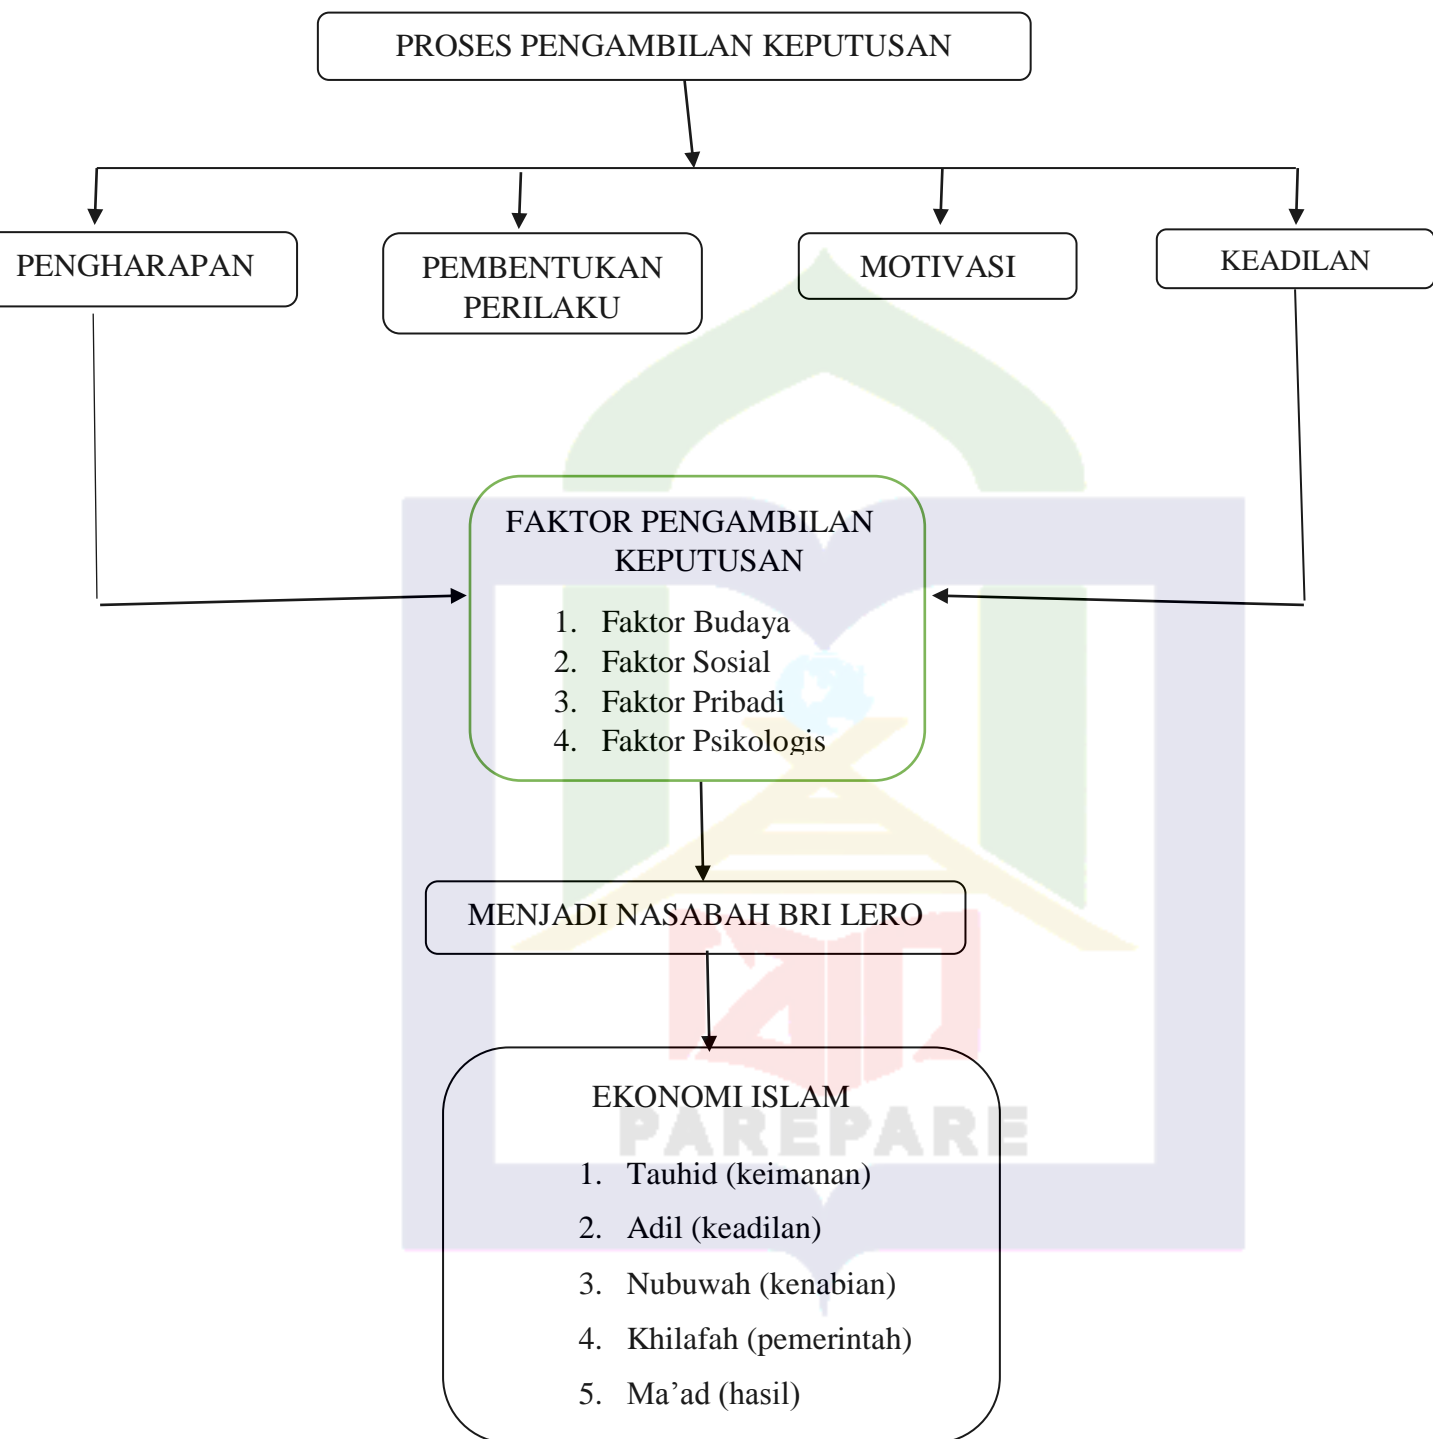 PROSES PENGAMBILAN KEPUTUSAN
PENGHARAPAN
PEMBENTUKAN
PERILAKU
MOTIVASI
KEADILAN
FAKTOR PENGAMBILAN
KEPUTUSAN
1. Faktor Budaya
2. Faktor Sosial
3. Faktor Pribadi
4. Faktor Psikologis
MENJADI NASABAH BRI LERO
EKONOMI ISLAM
PAREPARE
1. Tauhid (keimanan)
2. Adil (keadilan)
3. Nubuwah (kenabian)
4. Khilafah (pemerintah)
5. Ma’ad (hasil)